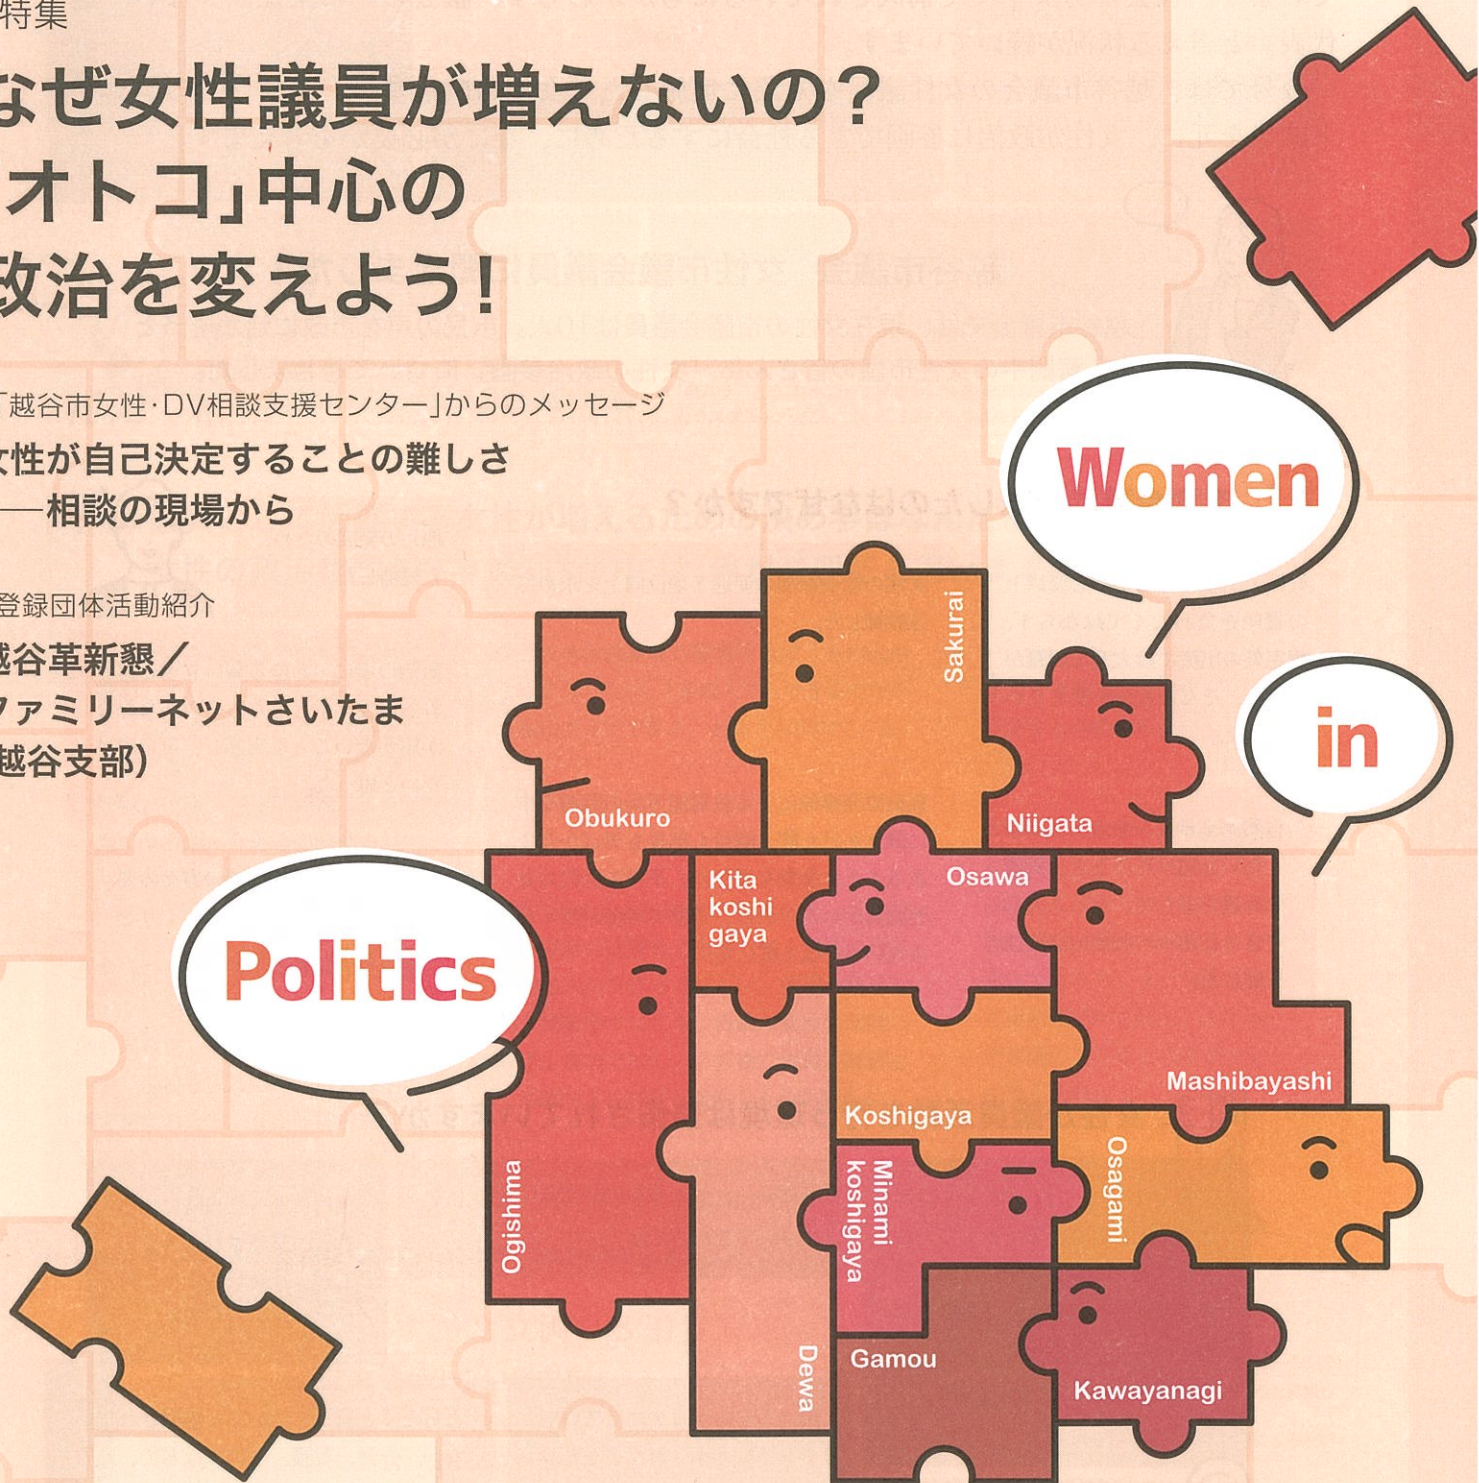 特集
なぜ女性議員が増えないの?
「オトコ」中心の
政治を変えよう!
「越谷市女性・DV相談支援センター」からのメッセージ
女性が自己決定することの難しさ
――相談の現場から
登録団体活動紹介
越谷革新懇/
ファミリーネットさいたま
越谷支部)
Women
in
Politics
Obukuro
Sakurai
Niigata
Kita
koshi
gaya
Osawa
Mashibayashi
Ogishima
Koshigaya
Minami
koshigaya
Osagami
Dewa
Gamou
Kawayanagi